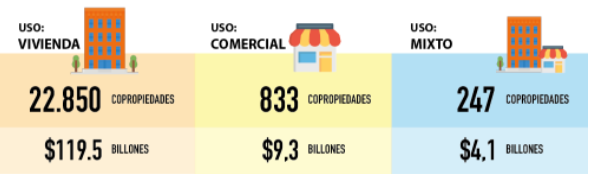 USO:
VIVIENDA
22.850 COPROPIEDADES
$119.5 BILLONES
USO:
COMERCIAL
833 COPROPIEDADES
$9,3 BILLONES
USO:
MIXTO
247 COPROPIEDADES
$4,1 BILLONES